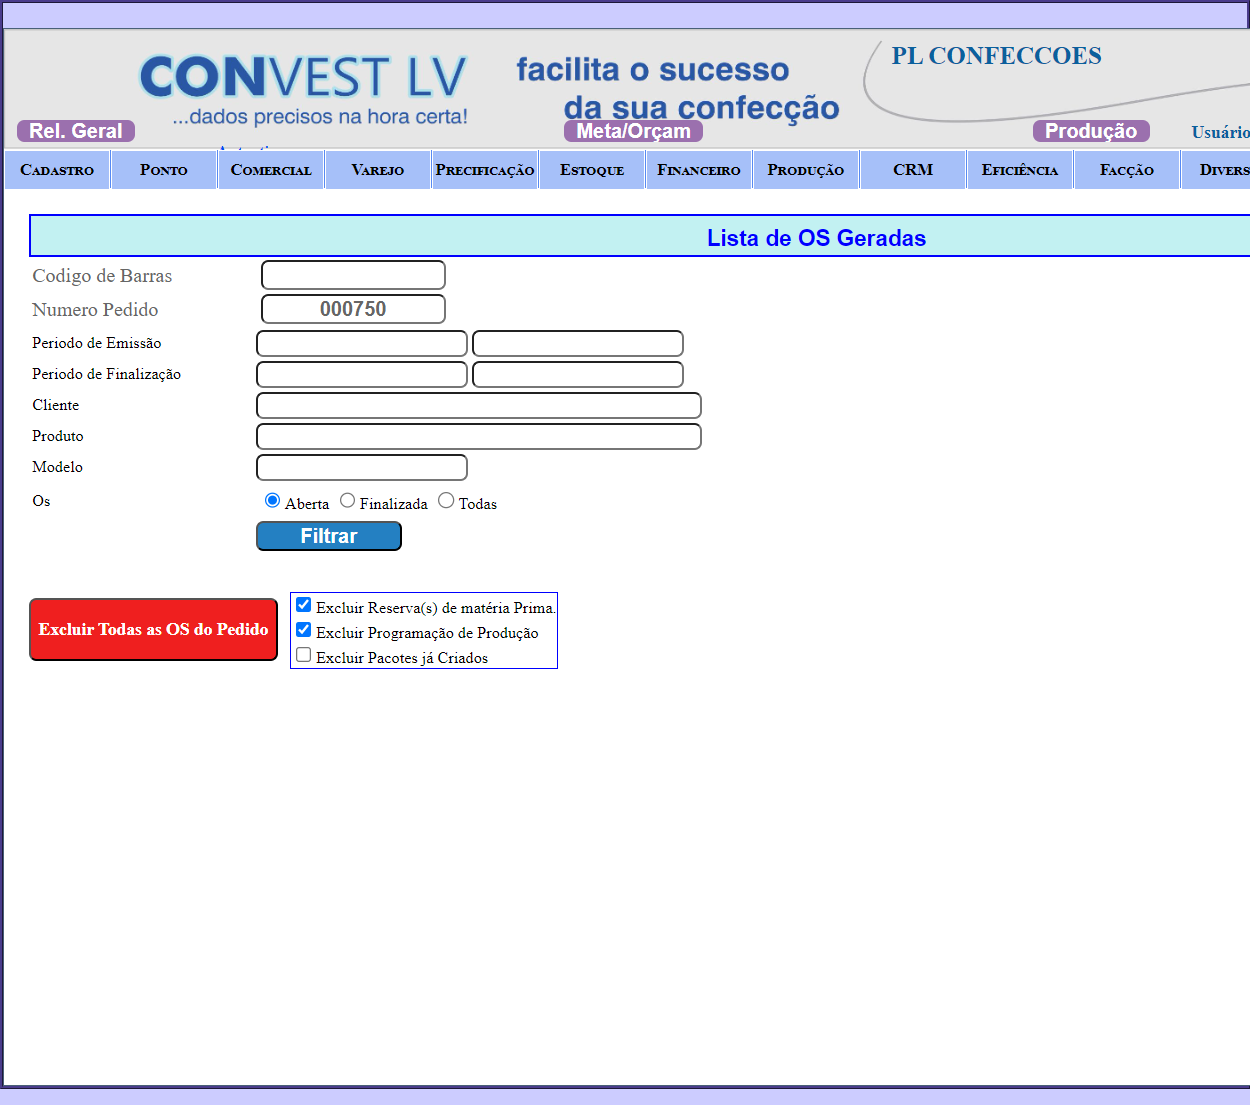 CONVEST LV
...dados precisos na hora certa!
facilita o sucesso
da sua confecção
PL CONFECCOES
Rel. Geral
Meta/Orçam
Produção
Usuário
Cadastro Ponto Comercial Varejo Precificação Estoque Financeiro Produção CRM Eficiência Facção Divers
Lista de OS Geradas
Codigo de Barras
Numero Pedido 000750
Periodo de Emissão
Periodo de Finalização
Cliente
Produto
Modelo
Os Aberta Finalizada Todas
Filtrar
Excluir Todas as OS do Pedido
Excluir Reserva(s) de matéria Prima.
Excluir Programação de Produção
Excluir Pacotes já Criados